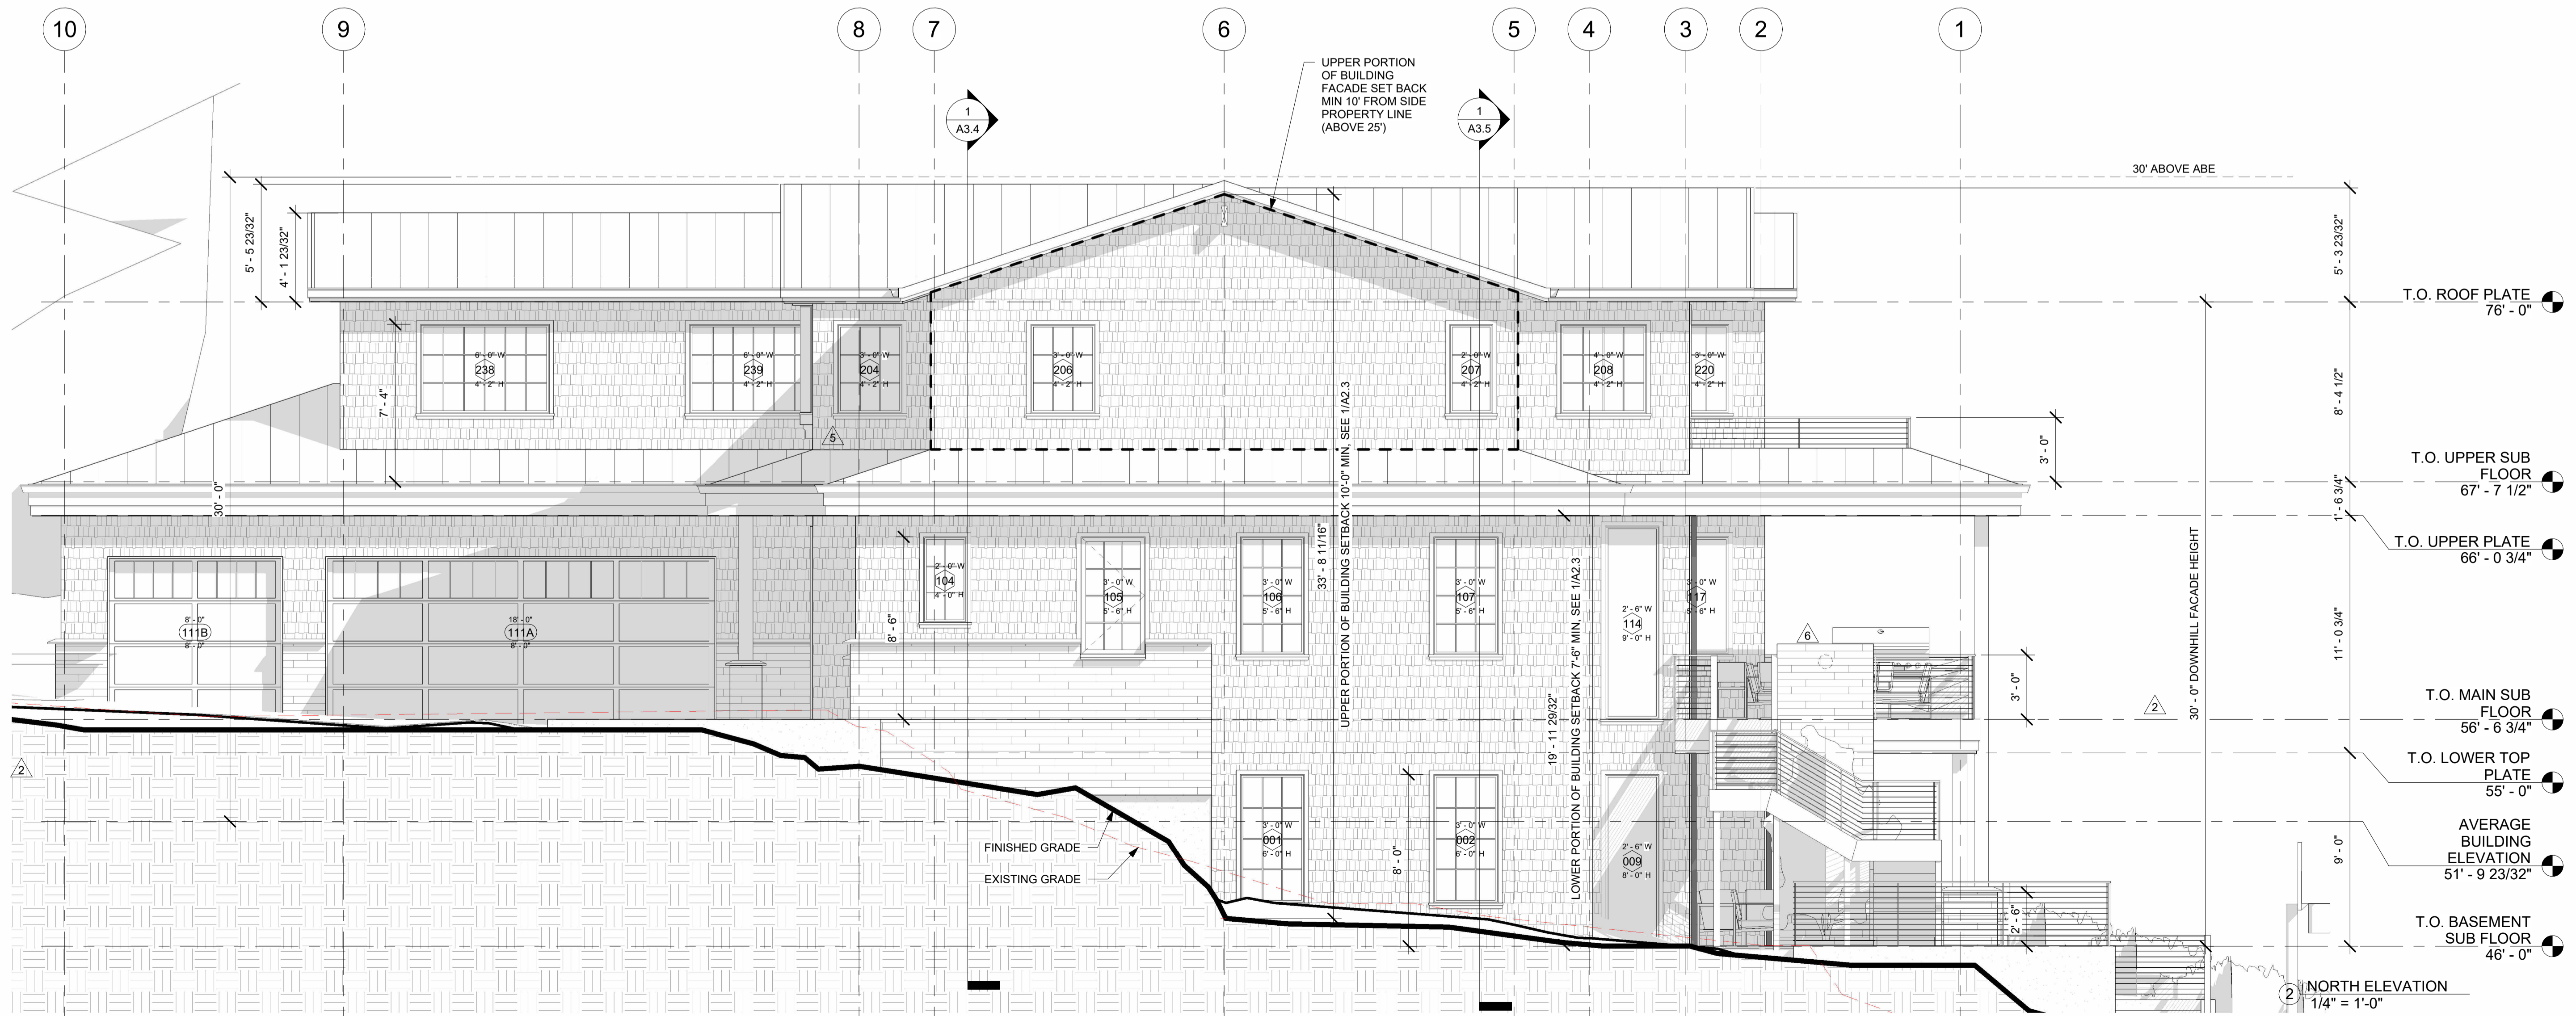 10
9
8
7
6
5
4
3
2
1
UPPER PORTION
OF BUILDING
FACADE SET BACK
MIN 10' FROM SIDE
PROPERTY LINE
(ABOVE 25')
1
A3.4
1
A3.5
30' ABOVE ABE
5' - 5 23/32"
4' - 1 23/32"
5' - 3 23/32"
T.O. ROOF PLATE
76' - 0"
6' - 0" W
238
4' - 2" H
6' - 0" W
239
4' - 2" H
3' - 0" W
204
4' - 2" H
3' - 0" W
206
4' - 2" H
2' - 0" W
207
4' - 2" H
4' - 0" W
208
4' - 2" H
3' - 0" W
220
4' - 2" H
7' - 4"
5
8' - 4 1/2"
3' - 0"
T.O. UPPER SUB
FLOOR
67' - 7 1/2"
30' - 0"
1' - 6 3/4"
T.O. UPPER PLATE
66' - 0 3/4"
33' - 8 11/16"
UPPER PORTION OF BUILDING SETBACK 10'-0" MIN, SEE 1/A2.3
19' - 11 29/32"
LOWER PORTION OF BUILDING SETBACK 7'-6" MIN, SEE 1/A2.3
30' - 0" DOWNHILL FACADE HEIGHT
8' - 0"
111B
8' - 0"
18' - 0"
111A
8' - 0"
8' - 6"
2' - 0" W
104
4' - 0" H
3' - 0" W
105
5' - 6" H
3' - 0" W
106
5' - 6" H
3' - 0" W
107
5' - 6" H
2' - 6" W
114
9' - 0" H
3' - 0" W
117
5' - 6" H
6
11' - 0 3/4"
3' - 0"
2
T.O. MAIN SUB
FLOOR
56' - 6 3/4"
2
T.O. LOWER TOP
PLATE
55' - 0"
FINISHED GRADE
EXISTING GRADE
3' - 0" W
001
6' - 0" H
8' - 0"
3' - 0" W
002
6' - 0" H
2' - 6" W
009
8' - 0" H
9' - 0"
AVERAGE
BUILDING
ELEVATION
51' - 9 23/32"
2' - 6"
T.O. BASEMENT
SUB FLOOR
46' - 0"
2
NORTH ELEVATION
1/4" = 1'-0"